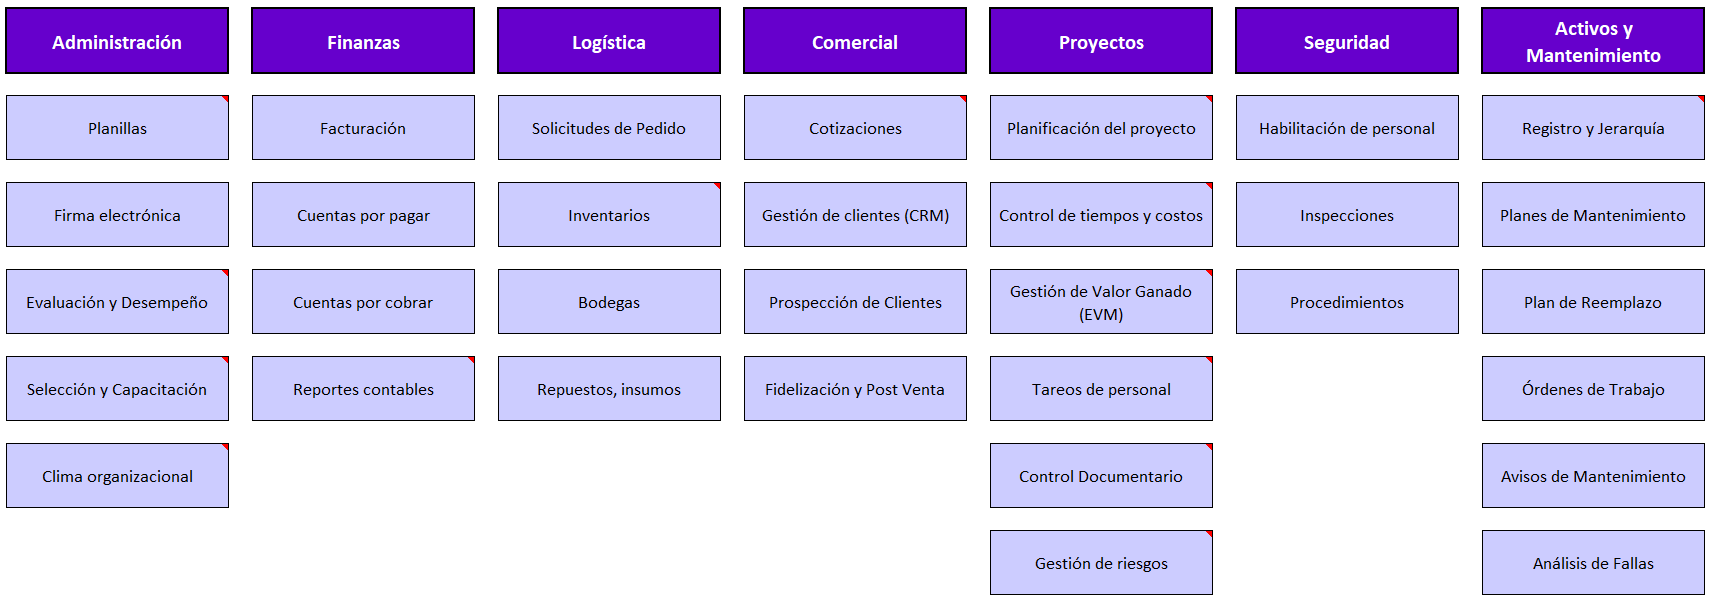 Administración
Finanzas
Logística
Comercial
Proyectos
Seguridad
Activos y
Mantenimiento
Planillas
Facturación
Solicitudes de Pedido
Cotizaciones
Planificación del proyecto
Habilitación de personal
Registro y Jerarquía
Firma electrónica
Cuentas por pagar
Inventarios
Gestión de clientes (CRM)
Control de tiempos y costos
Inspecciones
Planes de Mantenimiento
Evaluación y Desempeño
Cuentas por cobrar
Bodegas
Prospección de Clientes
Gestión de Valor Ganado
(EVM)
Procedimientos
Plan de Reemplazo
Selección y Capacitación
Reportes contables
Repuestos, insumos
Fidelización y Post Venta
Tareos de personal
Órdenes de Trabajo
Clima organizacional
Control Documentario
Avisos de Mantenimiento
Gestión de riesgos
Análisis de Fallas